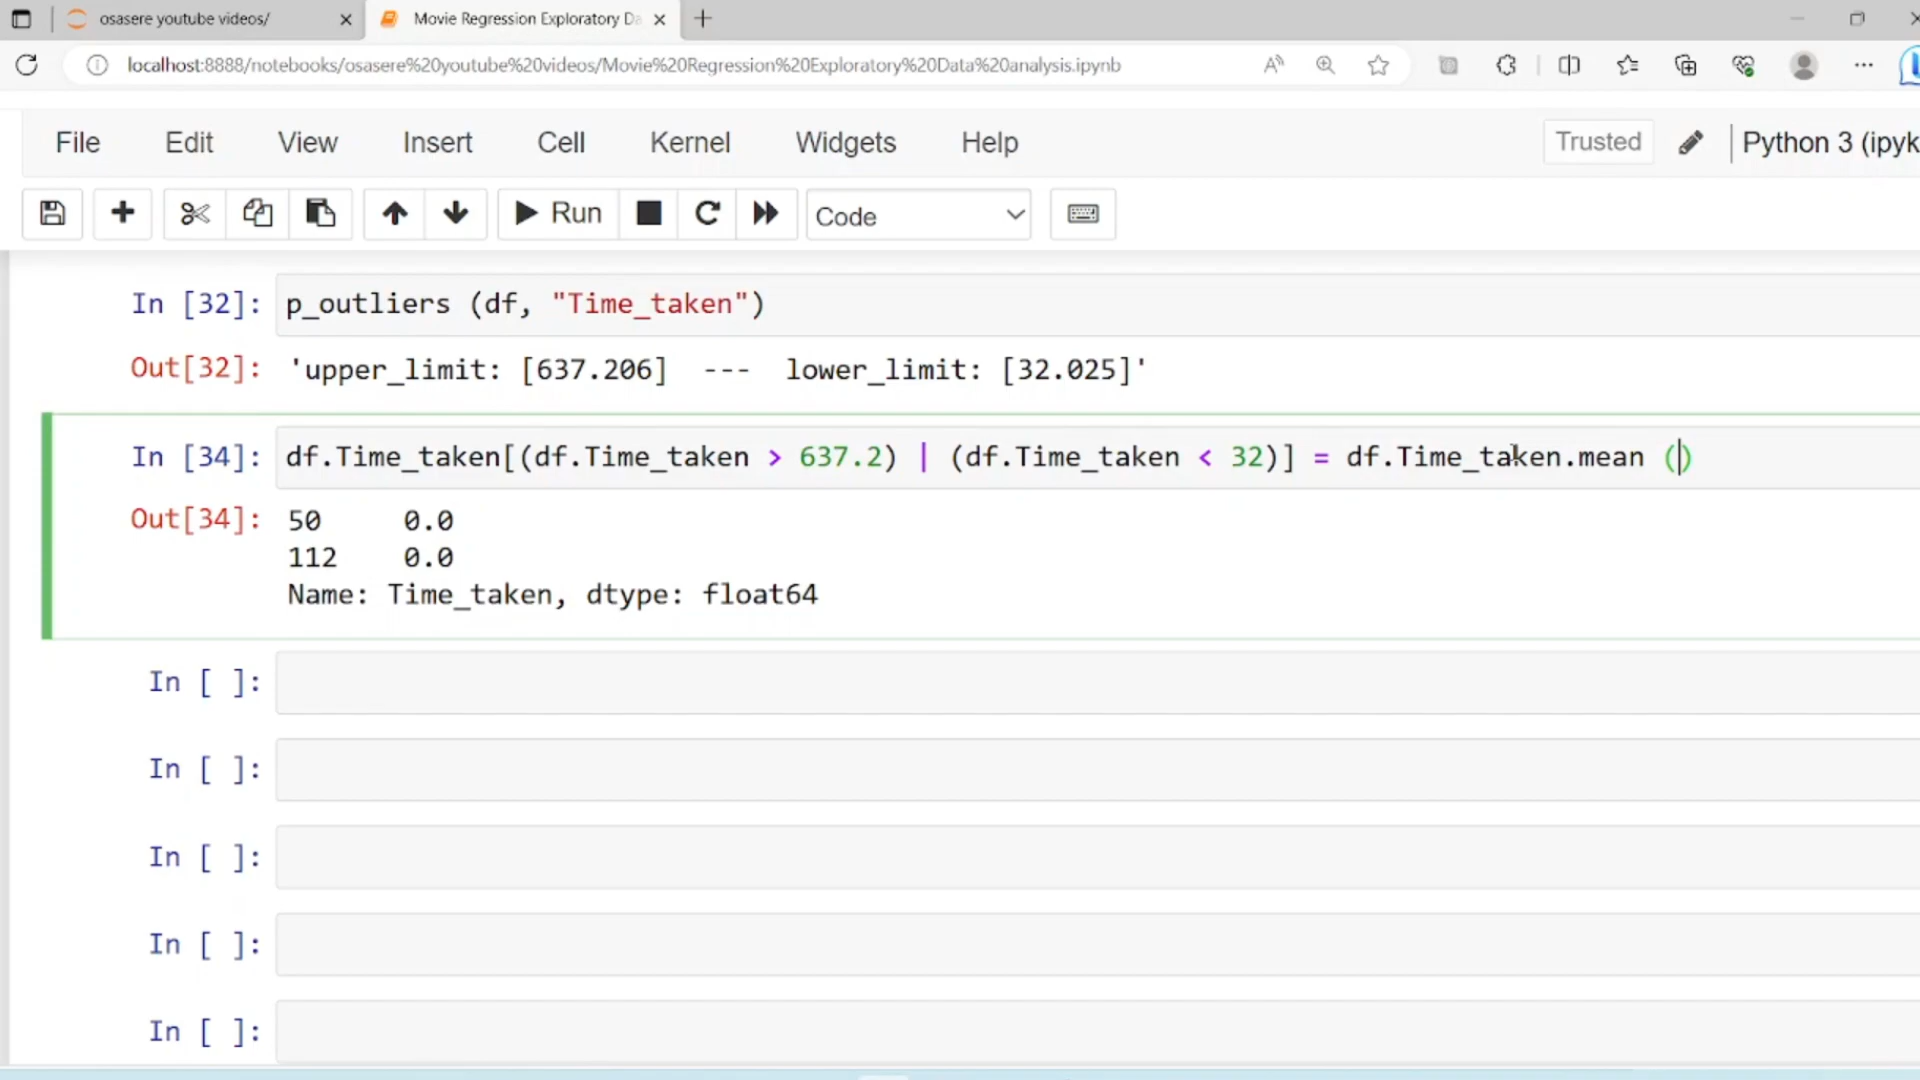 osasere youtube videos/
Movie Regression Exploratory Da
localhost:8888/notebooks/osasere%20youtube%20videos/Movie%20Regression%20Exploratory%20Data%20analysis.ipynb
File Edit View Insert Cell Kernel Widgets Help Trusted Python 3 (ipyk
Run Code
In [32]: p_outliers (df, "Time_taken")
Out[32]: 'upper_limit: [637.206]  ---  lower_limit: [32.025]'
In [34]: df.Time_taken[(df.Time_taken > 637.2) | (df.Time_taken < 32)] = df.Time_taken.mean ()
Out[34]: 50     0.0
112    0.0
Name: Time_taken, dtype: float64
In [ ]:
In [ ]:
In [ ]:
In [ ]:
In [ ]: